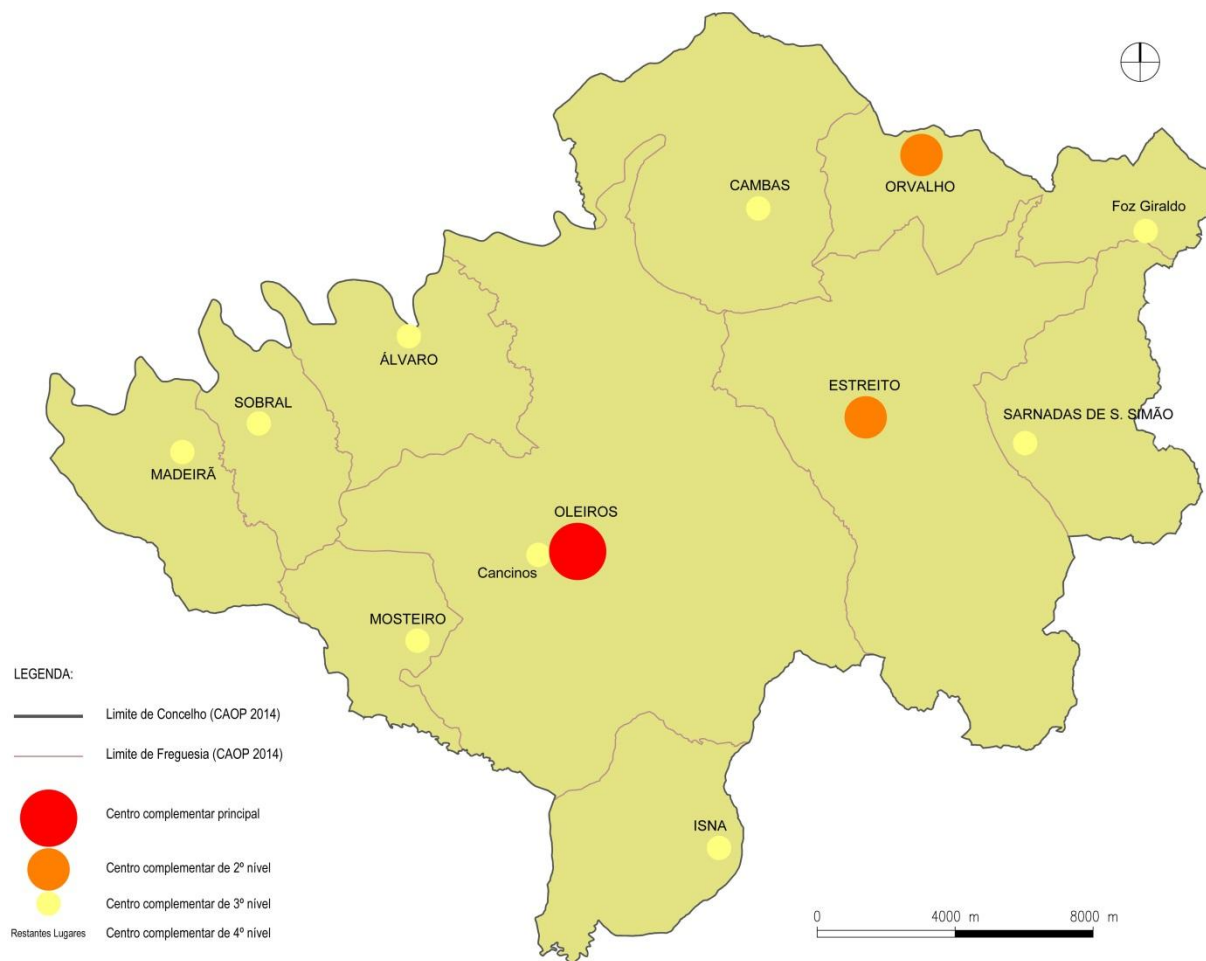 CAMBAS
ORVALHO
Foz Giraldo
ÁLVARO
SOBRAL
MADEIRÃ
ESTREITO
SARNADAS DE S. SIMÃO
OLEIROS
Cancinos
MOSTEIRO
ISNA
LEGENDA:
Limite de Concelho (CAOP 2014)
Limite de Freguesia (CAOP 2014)
Centro complementar principal
Centro complementar de 2º nível
Centro complementar de 3º nível
Restantes Lugares Centro complementar de 4º nível
0 4000 m 8000 m